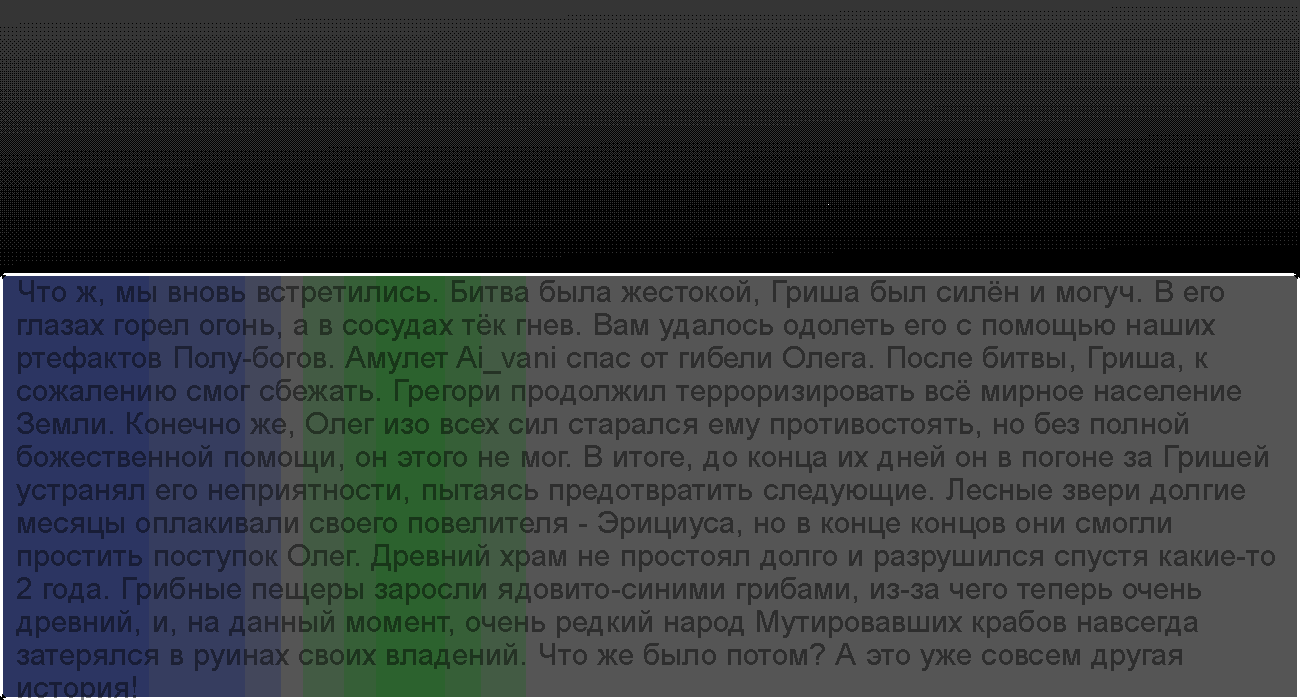 Что ж, мы вновь встретились. Битва была жестокой, Гриша был силён и могуч. В его
глазах горел огонь, а в сосудах тёк гнев. Вам удалось одолеть его с помощью наших
ртефактов Полу-богов. Амулет Ai_vani спас от гибели Олега. После битвы, Гриша, к
сожалению смог сбежать. Грегори продолжил терроризировать всё мирное население
Земли. Конечно же, Олег изо всех сил старался ему противостоять, но без полной
божественной помощи, он этого не мог. В итоге, до конца их дней он в погоне за Гришей
устранял его неприятности, пытаясь предотвратить следующие. Лесные звери долгие
месяцы оплакивали своего повелителя - Эрициуса, но в конце концов они смогли
простить поступок Олег. Древний храм не простоял долго и разрушился спустя какие-то
2 года. Грибные пещеры заросли ядовито-синими грибами, из-за чего теперь очень
древний, и, на данный момент, очень редкий народ Мутировавших крабов навсегда
затерялся в руинах своих владений. Что же было потом? А это уже совсем другая
история!